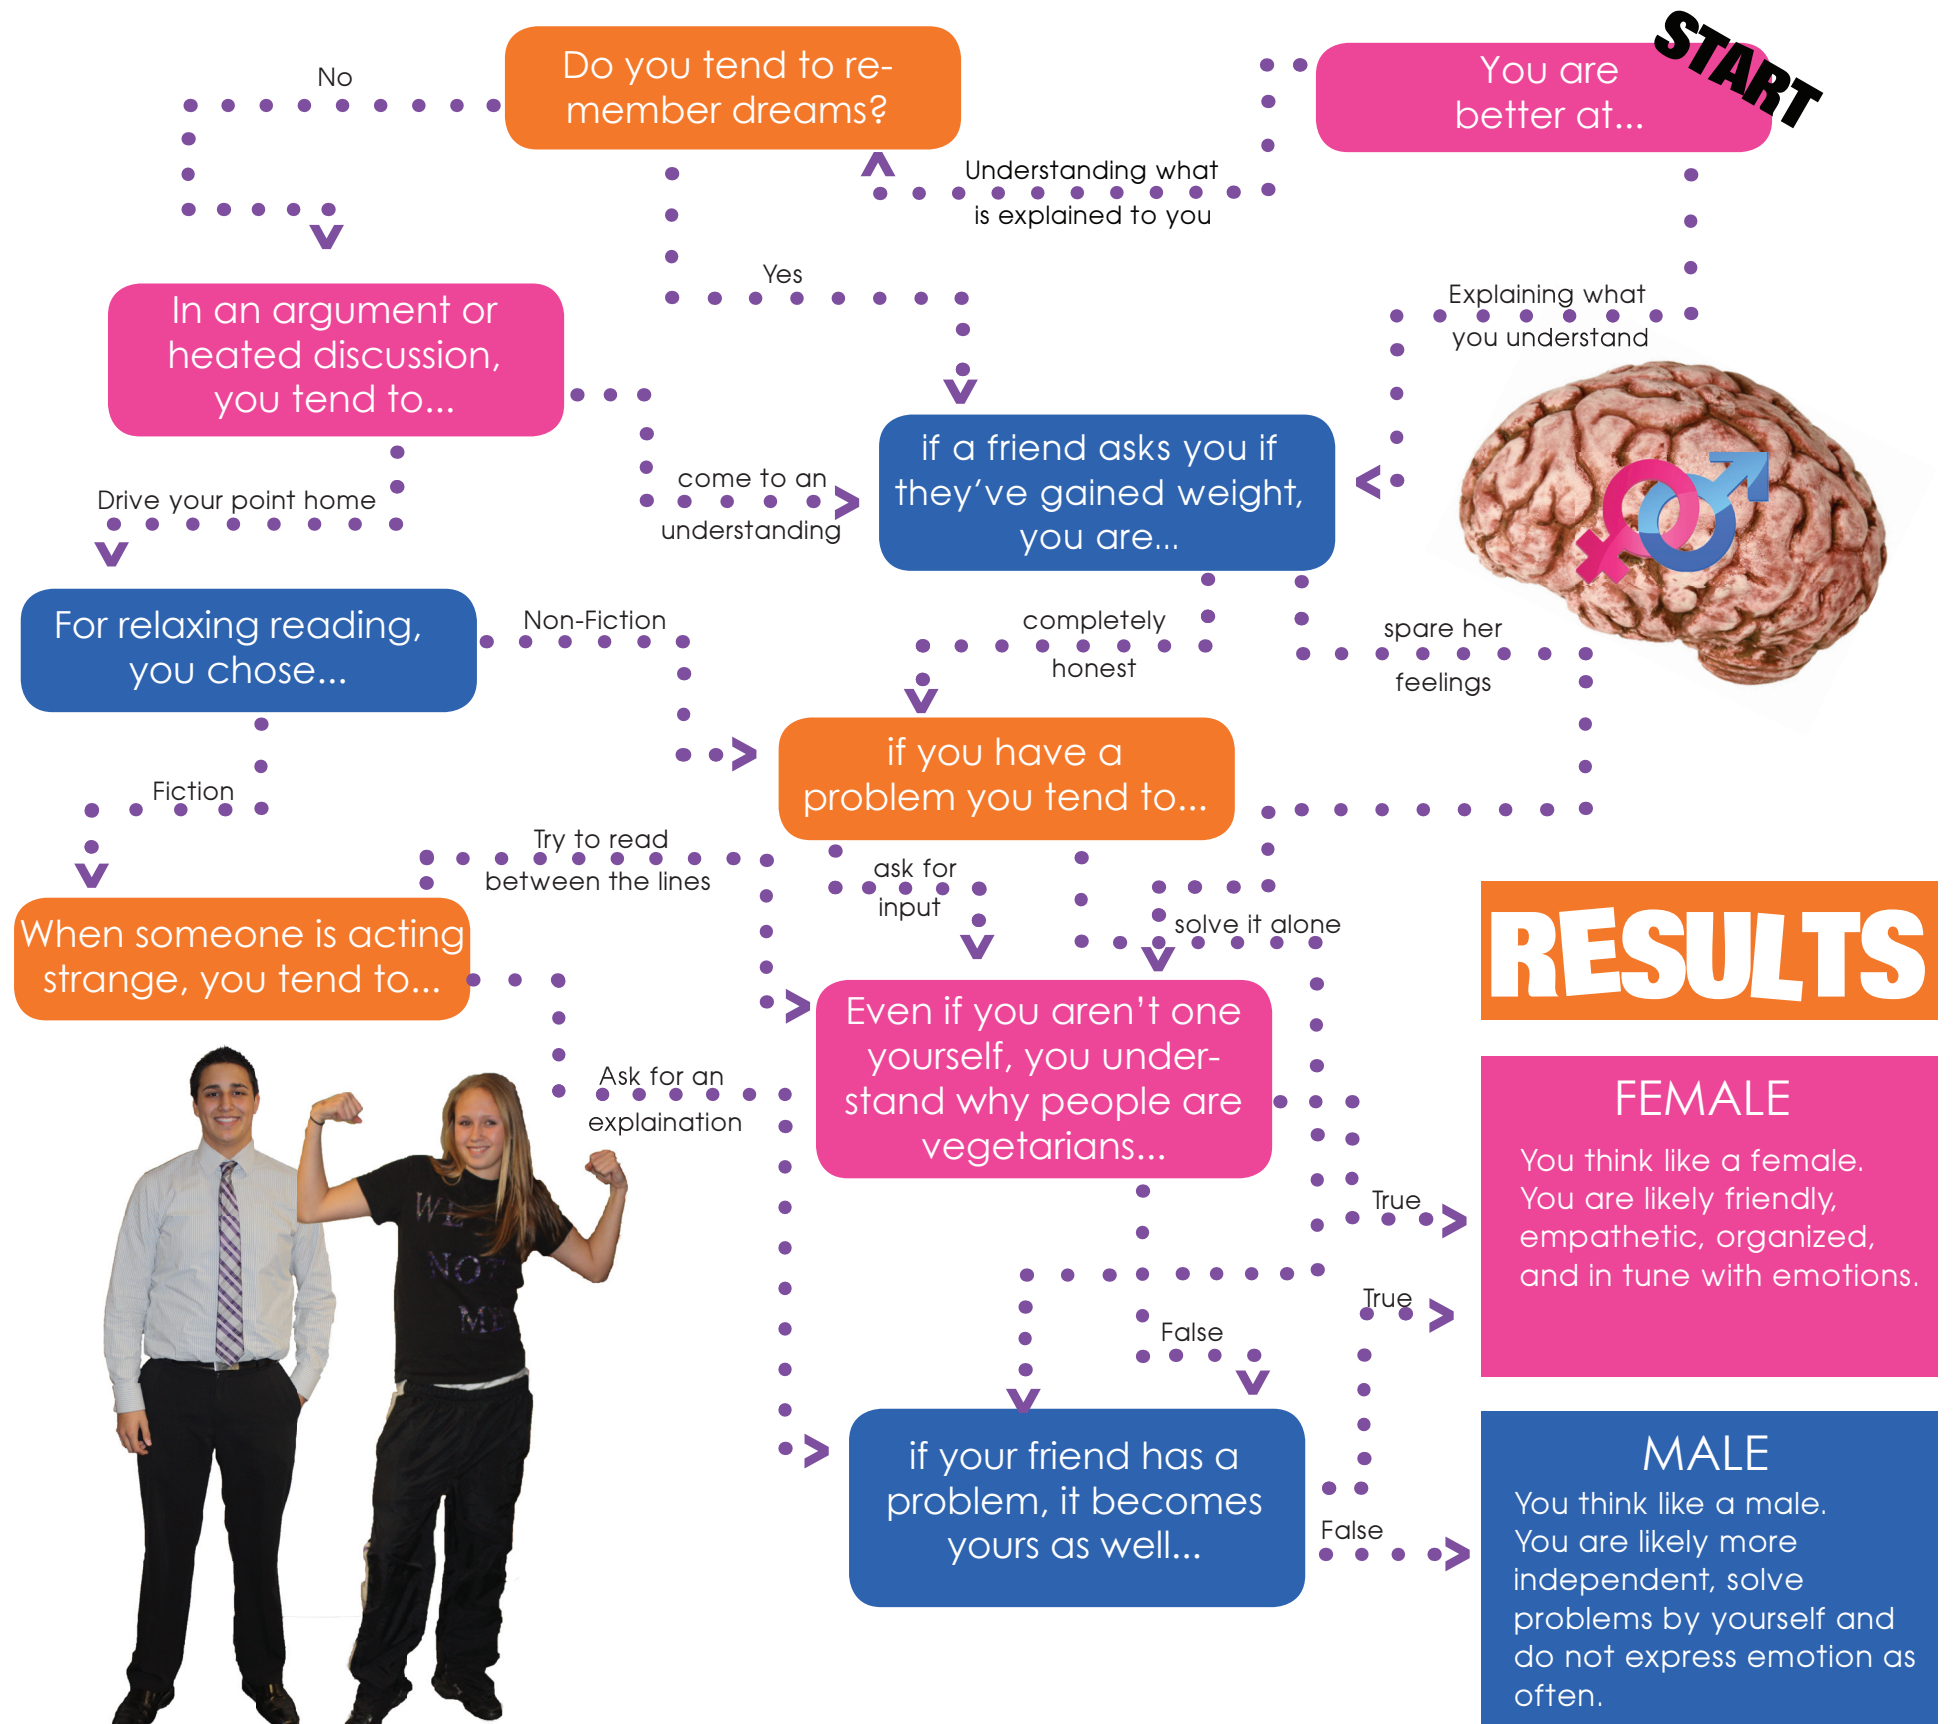 START
You are
better at...
Do you tend to re-
member dreams?
No
Understanding what
is explained to you
Yes
Explaining what
you understand
In an argument or
heated discussion,
you tend to...
come to an
understanding
Drive your point home
if a friend asks you if
they've gained weight,
you are...
For relaxing reading,
you chose...
Non-Fiction
completely
honest
spare her
feelings
if you have a
problem you tend to...
Fiction
Try to read
between the lines
ask for
input
solve it alone
When someone is acting
strange, you tend to...
Even if you aren't one
yourself, you under-
stand why people are
vegetarians...
Ask for an
explaination
True
False
True
if your friend has a
problem, it becomes
yours as well...
False
WE
NOT
ME
RESULTS
FEMALE
You think like a female.
You are likely friendly,
empathetic, organized,
and in tune with emotions.
MALE
You think like a male.
You are likely more
independent, solve
problems by yourself and
do not express emotion as
often.